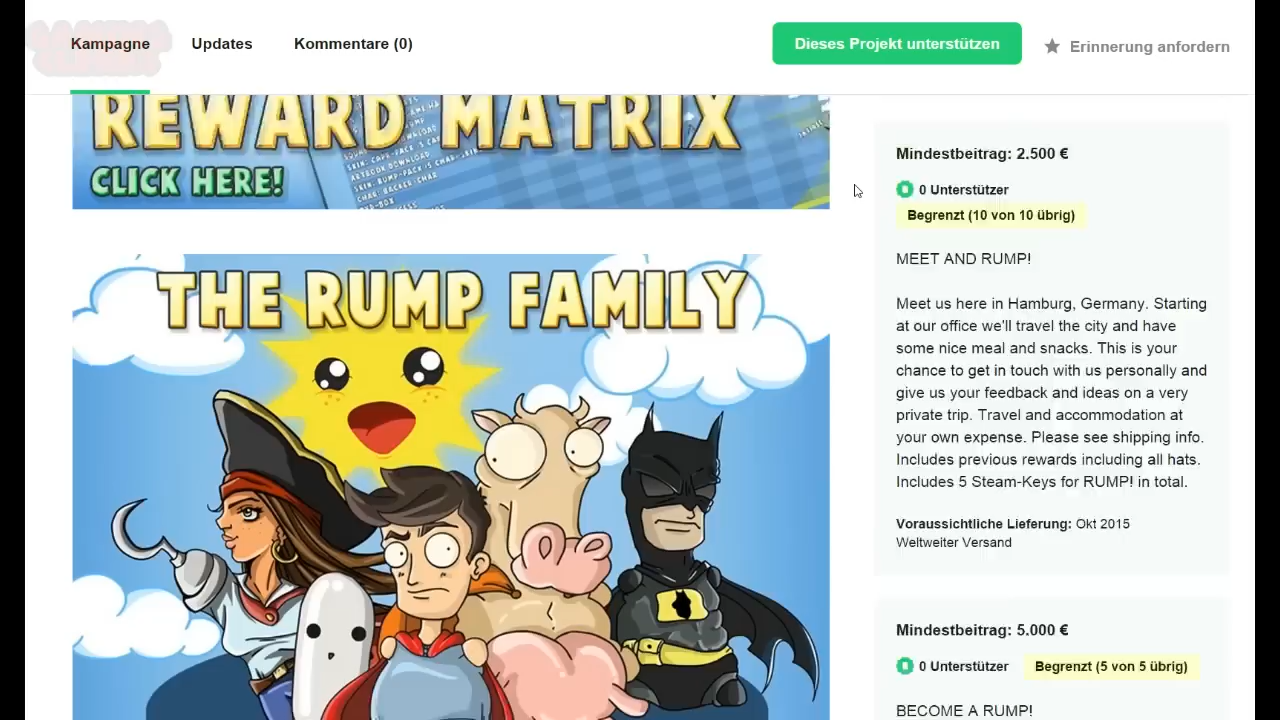 Kampagne
Updates
Kommentare (0)
Dieses Projekt unterstützen
Erinnerung anfordern
REWARD MATRIX
CLICK HERE!
THE RUMP FAMILY
Mindestbeitrag: 2.500 €
0 Unterstützer
Begrenzt (10 von 10 übrig)
MEET AND RUMP!
Meet us here in Hamburg, Germany. Starting
at our office we'll travel the city and have
some nice meal and snacks. This is your
chance to get in touch with us personally and
give us your feedback and ideas on a very
private trip. Travel and accommodation at
your own expense. Please see shipping info.
Includes previous rewards including all hats.
Includes 5 Steam-Keys for RUMP! in total.
Voraussichtliche Lieferung: Okt 2015
Weltweiter Versand
Mindestbeitrag: 5.000 €
0 Unterstützer
Begrenzt (5 von 5 übrig)
BECOME A RUMP!